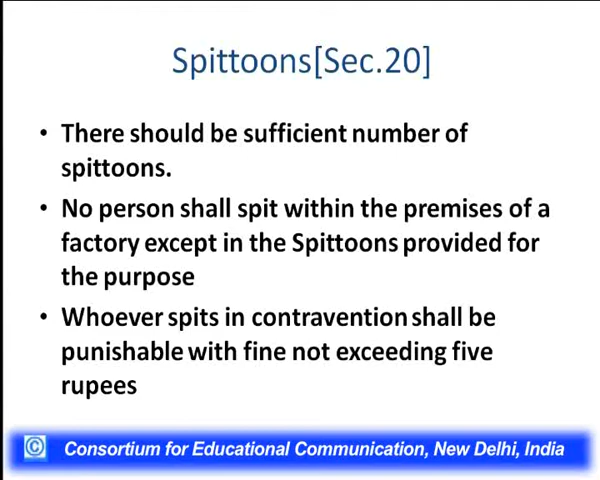 Spittoons[Sec.20]
• There should be sufficient number of
spittoons.
• No person shall spit within the premises of a
factory except in the Spittoons provided for
the purpose
• Whoever spits in contravention shall be
punishable with fine not exceeding five
rupees
© Consortium for Educational Communication, New Delhi, India